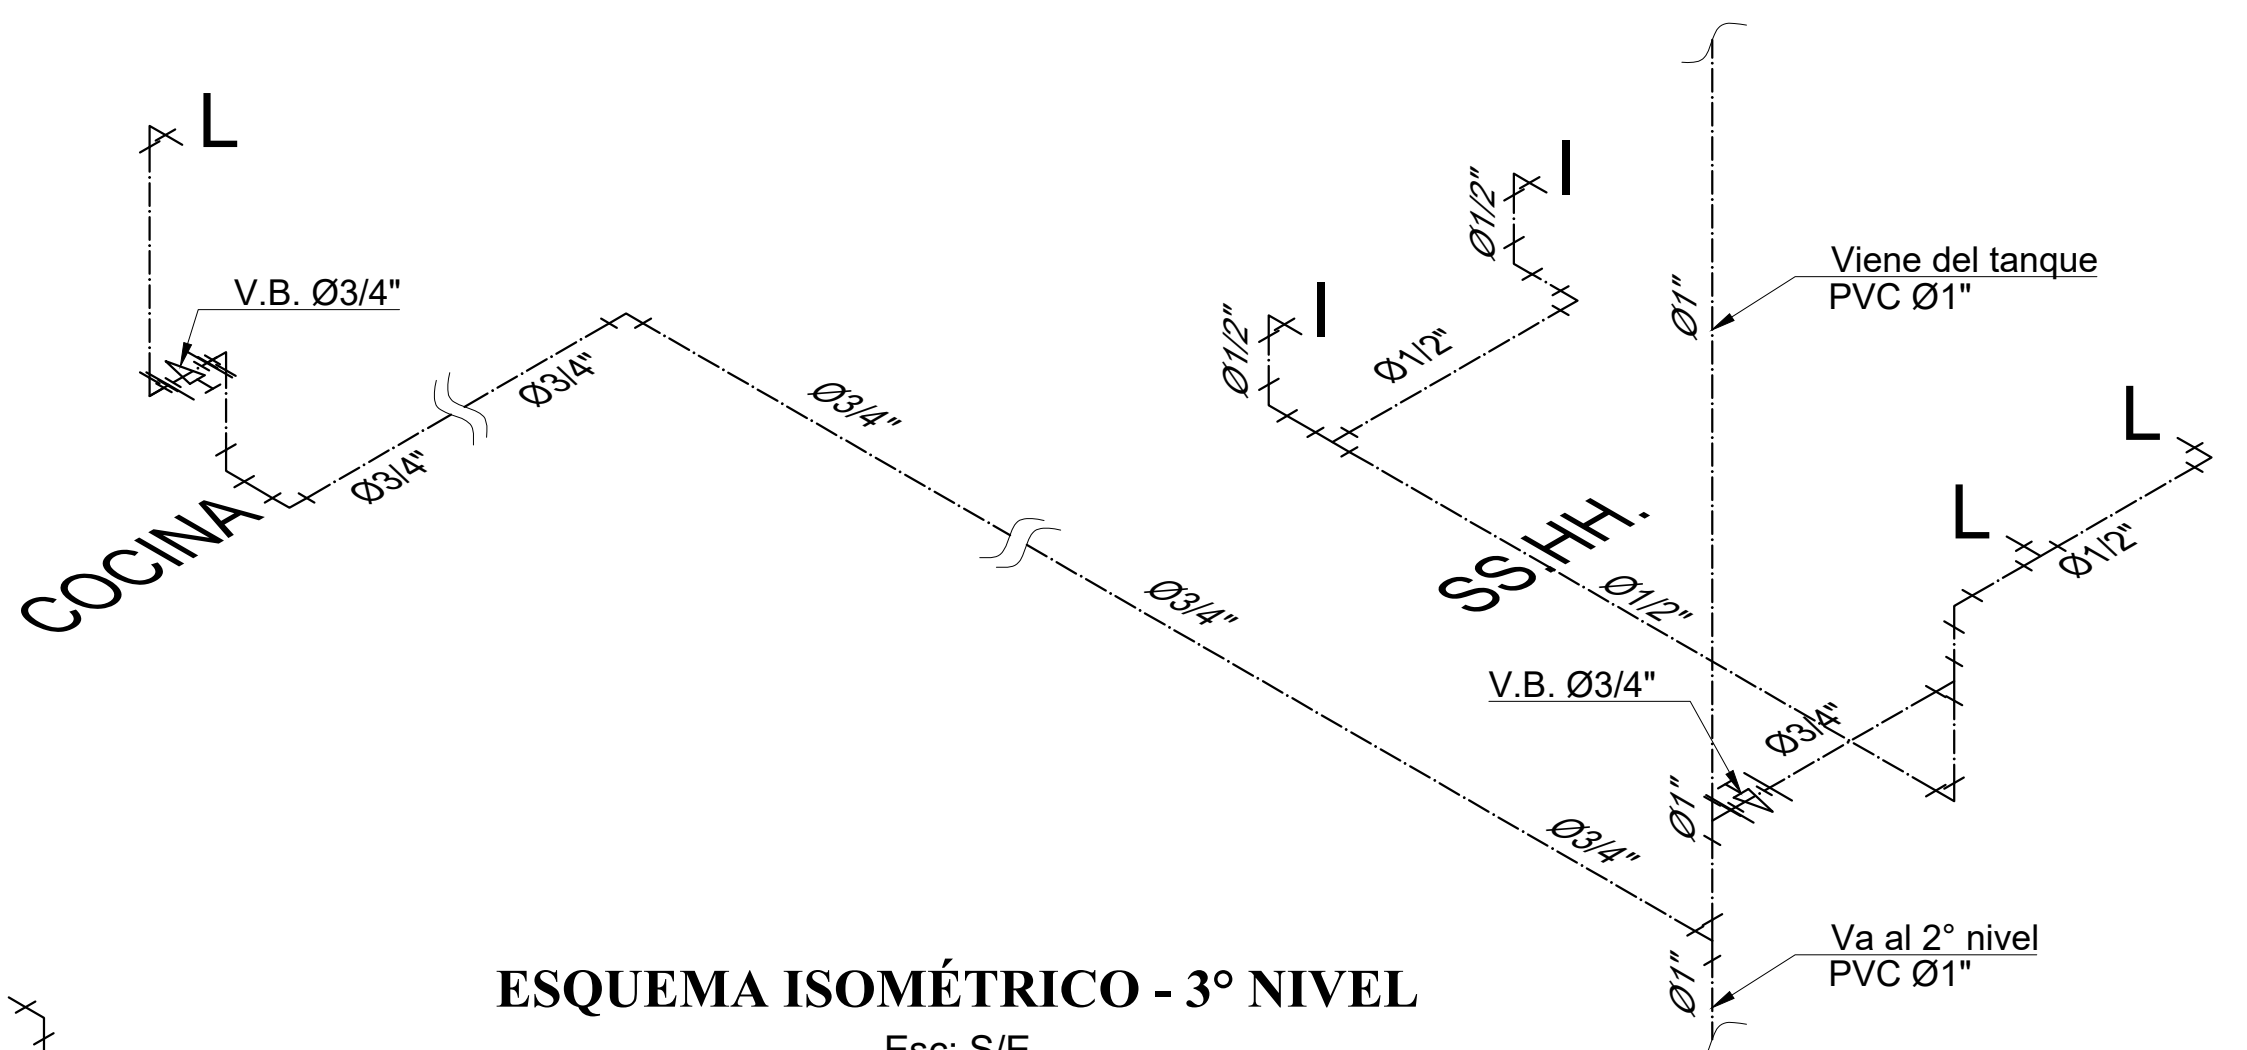 L
V.B. Ø3/4"
Ø3/4"
Ø3/4"
COCINA
Ø3/4"
Ø3/4"
Ø3/4"
I
Ø1/2"
I
Ø1/2"
Ø1/2"
Ø1"
Viene del tanque
PVC Ø1"
L
L
Ø1/2"
SS.HH.
Ø1/2"
V.B. Ø3/4"
Ø3/4"
Ø1"
Va al 2° nivel
PVC Ø1"
Ø1"
ESQUEMA ISOMÉTRICO - 3° NIVEL
Esc: S/E